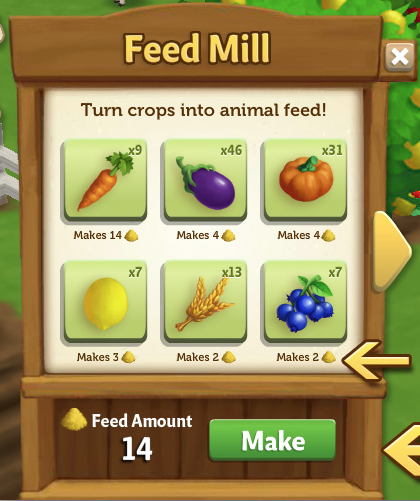 Feed Mill
Turn crops into animal feed!
x9 x46 x31
Makes 14 Makes 4 Makes 4
x7 x13 x7
Makes 3 Makes 2 Makes 2
Feed Amount
14
Make